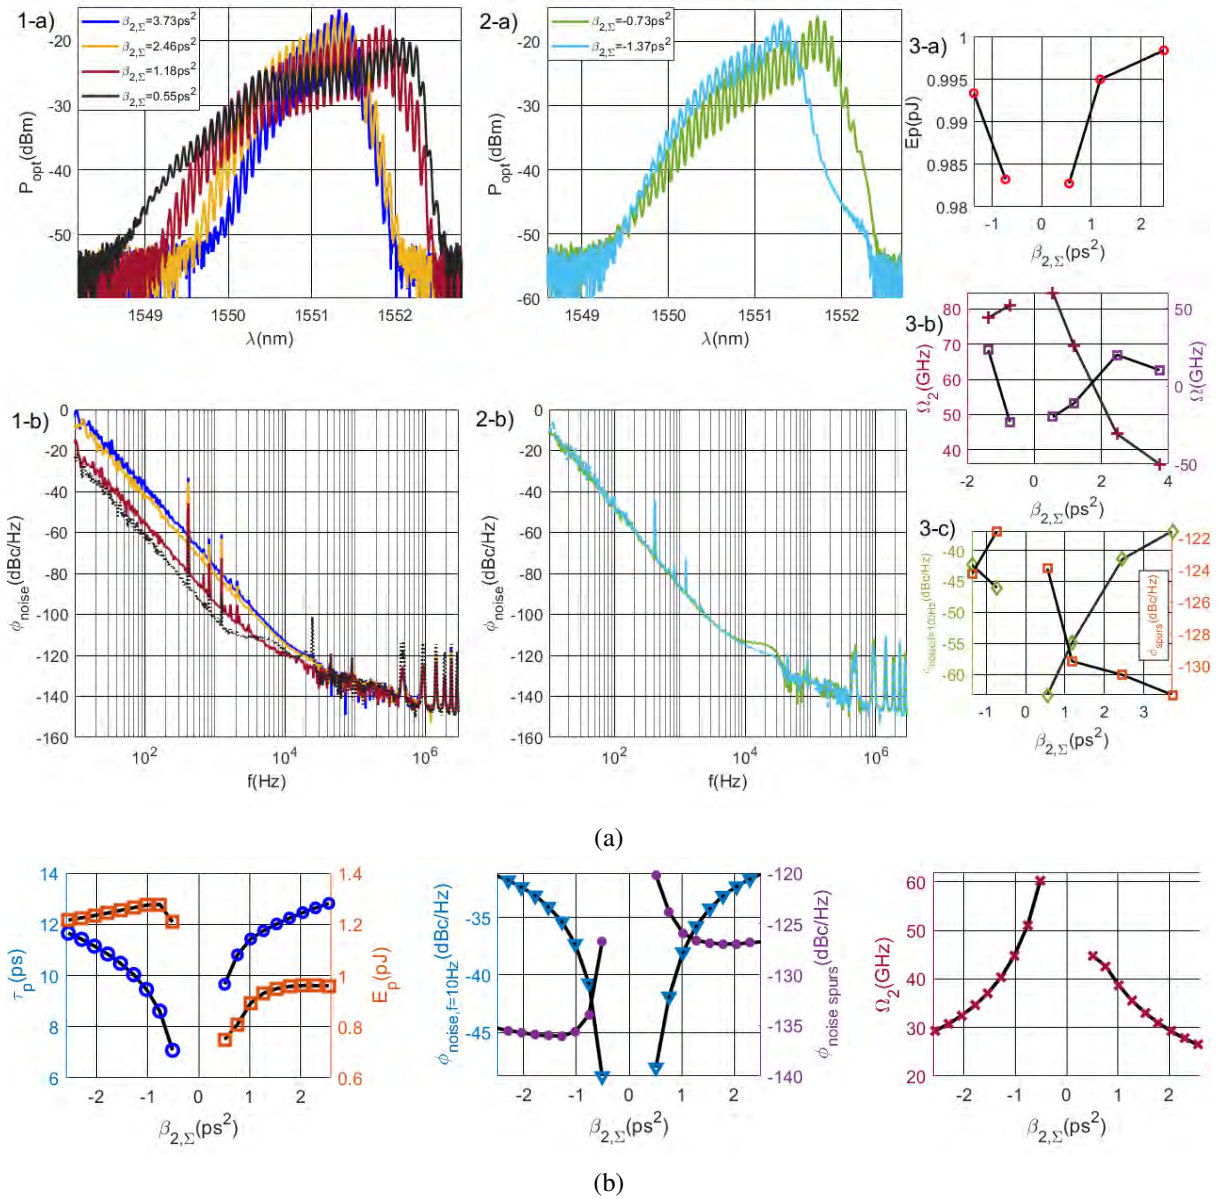 1-a)
β2,Σ=3.73ps²
β2,Σ=2.46ps²
β2,Σ=1.18ps²
β2,Σ=0.55ps²
-20
-30
-40
-50
Popt(dBm)
1549 1550 1551 1552
λ(nm)
2-a)
β2,Σ=-0.73ps²
β2,Σ=-1.37ps²
-20
-30
-40
-50
-60
Popt(dBm)
1549 1550 1551 1552
λ(nm)
3-a)
1
0.995
0.99
0.985
0.98
Ep(pJ)
-1 0 1 2
β2,Σ(ps²)
3-b)
80
70
60
50
40
Ω2(GHz)
50
0
-50
Ω(GHz)
-2 0 2 4
β2,Σ(ps²)
1-b)
0
-20
-40
-60
-80
-100
-120
-140
-160
ϕnoise(dBc/Hz)
10² 10⁴ 10⁶
f(Hz)
2-b)
0
-20
-40
-60
-80
-100
-120
-140
-160
ϕnoise(dBc/Hz)
10² 10⁴ 10⁶
f(Hz)
3-c)
-40
-45
-50
-55
-60
(dBc/Hz)
-122
-124
-126
-128
-130
spurs(dBc/Hz)
-1 0 1 2 3
β2,Σ(ps²)
(a)
14
12
10
8
6
τp(ps)
1.4
1.2
1
0.8
0.6
Ep(pJ)
-2 -1 0 1 2
β2,Σ(ps²)
-35
-40
-45
ϕnoise,f=10Hz(dBc/Hz)
-120
-125
-130
-135
-140
ϕnoise spurs(dBc/Hz)
-2 -1 0 1 2
β2,Σ(ps²)
60
50
40
30
20
Ω2(GHz)
-2 -1 0 1 2
β2,Σ(ps²)
(b)